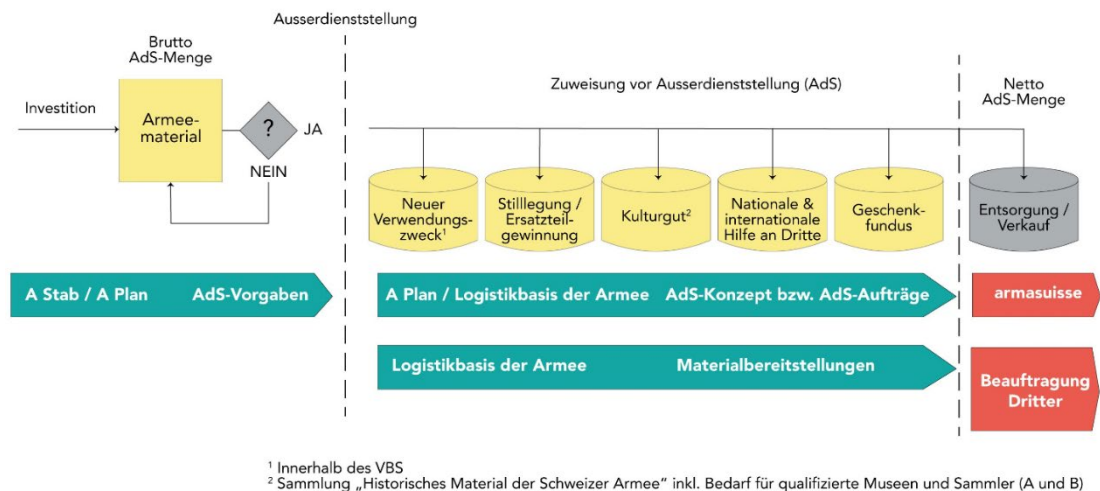 Ausserdienststellung
Brutto
AdS-Menge
Investition
Armee-
material
?
JA
NEIN
Zuweisung vor Ausserdienststellung (AdS)
Netto
AdS-Menge
Neuer
Verwendungs-
zweck¹
Stilllegung /
Ersatzteil-
gewinnung
Kulturgut²
Nationale &
internationale
Hilfe an Dritte
Geschenk-
fundus
Entsorgung /
Verkauf
A Stab / A Plan AdS-Vorgaben
A Plan / Logistikbasis der Armee AdS-Konzept bzw. AdS-Aufträge
armasuisse
Logistikbasis der Armee Materialbereitstellungen
Beauftragung
Dritter
¹ Innerhalb des VBS
² Sammlung „Historisches Material der Schweizer Armee" inkl. Bedarf für qualifizierte Museen und Sammler (A und B)